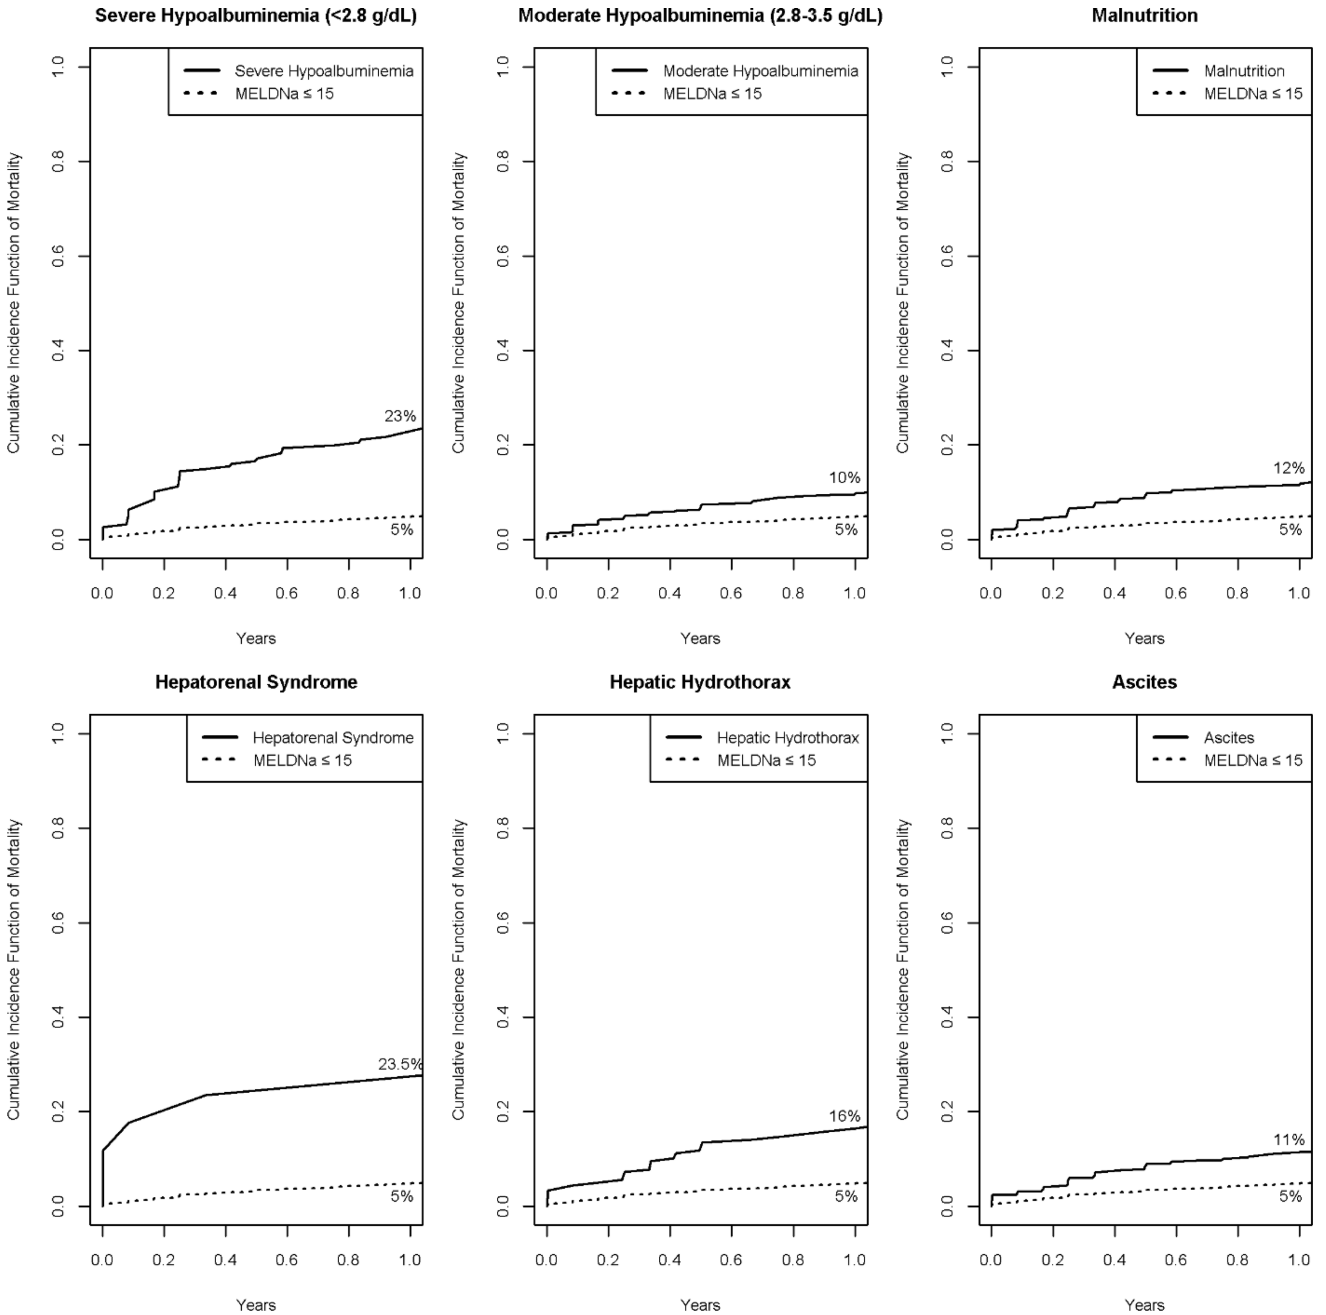 Severe Hypoalbuminemia (<2.8 g/dL)
Severe Hypoalbuminemia
MELDNa ≤ 15
Cumulative Incidence Function of Mortality
1.0
0.8
0.6
0.4
0.2
0.0
23%
5%
0.0 0.2 0.4 0.6 0.8 1.0
Years
Moderate Hypoalbuminemia (2.8-3.5 g/dL)
Moderate Hypoalbuminemia
MELDNa ≤ 15
Cumulative Incidence Function of Mortality
1.0
0.8
0.6
0.4
0.2
0.0
10%
5%
0.0 0.2 0.4 0.6 0.8 1.0
Years
Malnutrition
Malnutrition
MELDNa ≤ 15
Cumulative Incidence Function of Mortality
1.0
0.8
0.6
0.4
0.2
0.0
12%
5%
0.0 0.2 0.4 0.6 0.8 1.0
Years
Hepatorenal Syndrome
Hepatorenal Syndrome
MELDNa ≤ 15
Cumulative Incidence Function of Mortality
1.0
0.8
0.6
0.4
0.2
0.0
23.5%
5%
0.0 0.2 0.4 0.6 0.8 1.0
Years
Hepatic Hydrothorax
Hepatic Hydrothorax
MELDNa ≤ 15
Cumulative Incidence Function of Mortality
1.0
0.8
0.6
0.4
0.2
0.0
16%
5%
0.0 0.2 0.4 0.6 0.8 1.0
Years
Ascites
Ascites
MELDNa ≤ 15
Cumulative Incidence Function of Mortality
1.0
0.8
0.6
0.4
0.2
0.0
11%
5%
0.0 0.2 0.4 0.6 0.8 1.0
Years